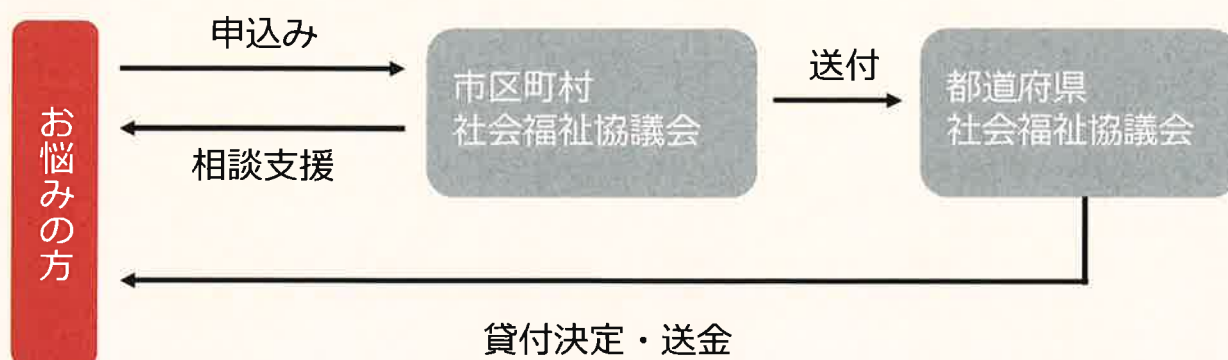 お悩みの方
申込み
相談支援
市区町村
社会福祉協議会
送付
都道府県
社会福祉協議会
貸付決定・送金